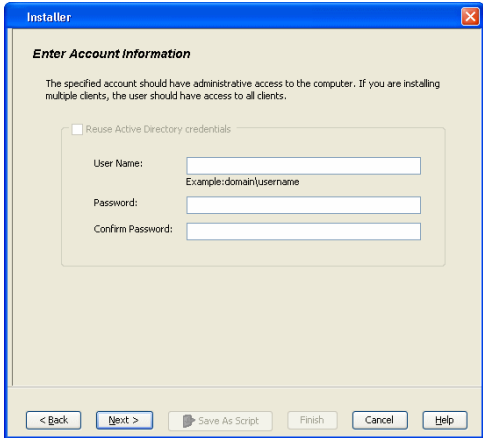 Installer
Enter Account Information
The specified account should have administrative access to the computer. If you are installing
multiple clients, the user should have access to all clients.
Reuse Active Directory credentials
User Name:
Example:domain\username
Password:
Confirm Password:
< Back Next > Save As Script Finish Cancel Help